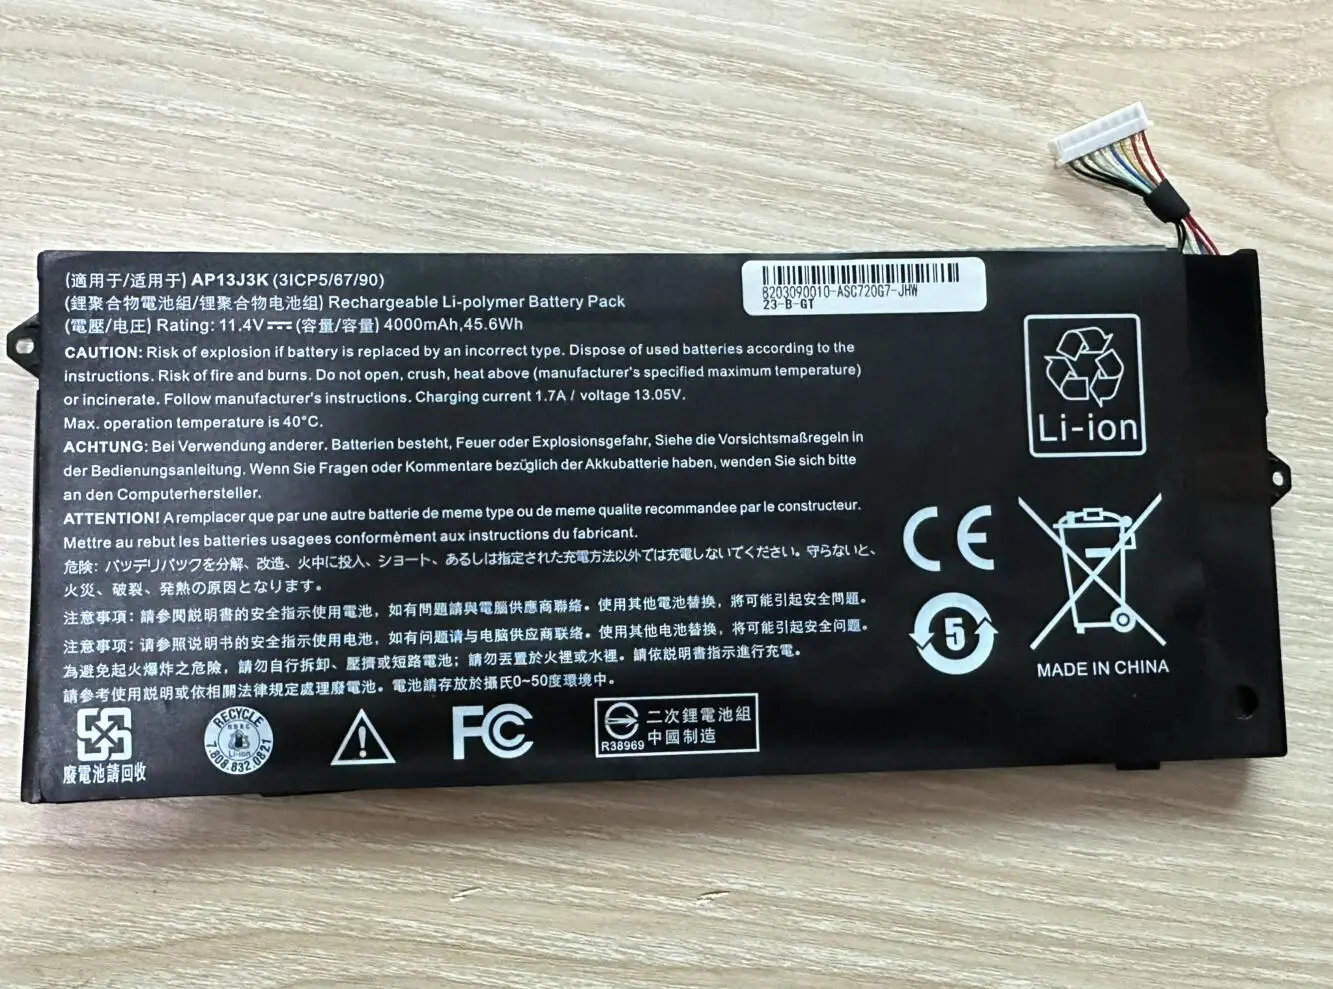 (適用于/适用于) AP13J3K (3ICP5/67/90)
(鋰聚合物電池組/锂聚合物电池组) Rechargeable Li-polymer Battery Pack
(電壓/电压) Rating: 11.4V⎓ (容量/容量) 4000mAh,45.6Wh
8203090010-ASC720G7-JHW
23-B-GT
CAUTION: Risk of explosion if battery is replaced by an incorrect type. Dispose of used batteries according to the
instructions. Risk of fire and burns. Do not open, crush, heat above (manufacturer's specified maximum temperature)
or incinerate. Follow manufacturer's instructions. Charging current 1.7A / voltage 13.05V.
Max. operation temperature is 40°C.
ACHTUNG: Bei Verwendung anderer. Batterien besteht, Feuer oder Explosionsgefahr, Siehe die Vorsichtsmaßregeln in
der Bedienungsanleitung. Wenn Sie Fragen oder Kommentare bezüglich der Akkubatterie haben, wenden Sie sich bitte
an den Computerhersteller.
ATTENTION! A remplacer que par une autre batterie de meme type ou de meme qualite recommandee par le constructeur.
Mettre au rebut les batteries usagees conformèment aux instructions du fabricant.
危険: バッテリパックを分解、改造、火中に投入、ショート、あるしは指定された充電方法以外では充電しないでください。守らないと、
火災、破裂、発熱の原因となります。
注意事項: 請參閱説明書的安全指示使用電池，如有問題請與電腦供應商聯絡。使用其他電池替換，將可能引起安全問題。
注意事项: 请参照说明书的安全指示使用电池，如有问题请与电脑供应商联络。使用其他电池替换，将可能引起安全问题。
為避免起火爆炸之危險，請勿自行拆卸、壓擠或短路電池；請勿丟置於火裡或水裡。請依説明書指示進行充電。
請參考使用説明或依相關法律規定處理廢電池。電池請存放於攝氏0~50度環境中。
Li-ion
CE
5
MADE IN CHINA
廢電池請回收
RECYCLE
RBRC
Li-ion
1.800.822.8837
FC
R38969
二次鋰電池組
中國制造